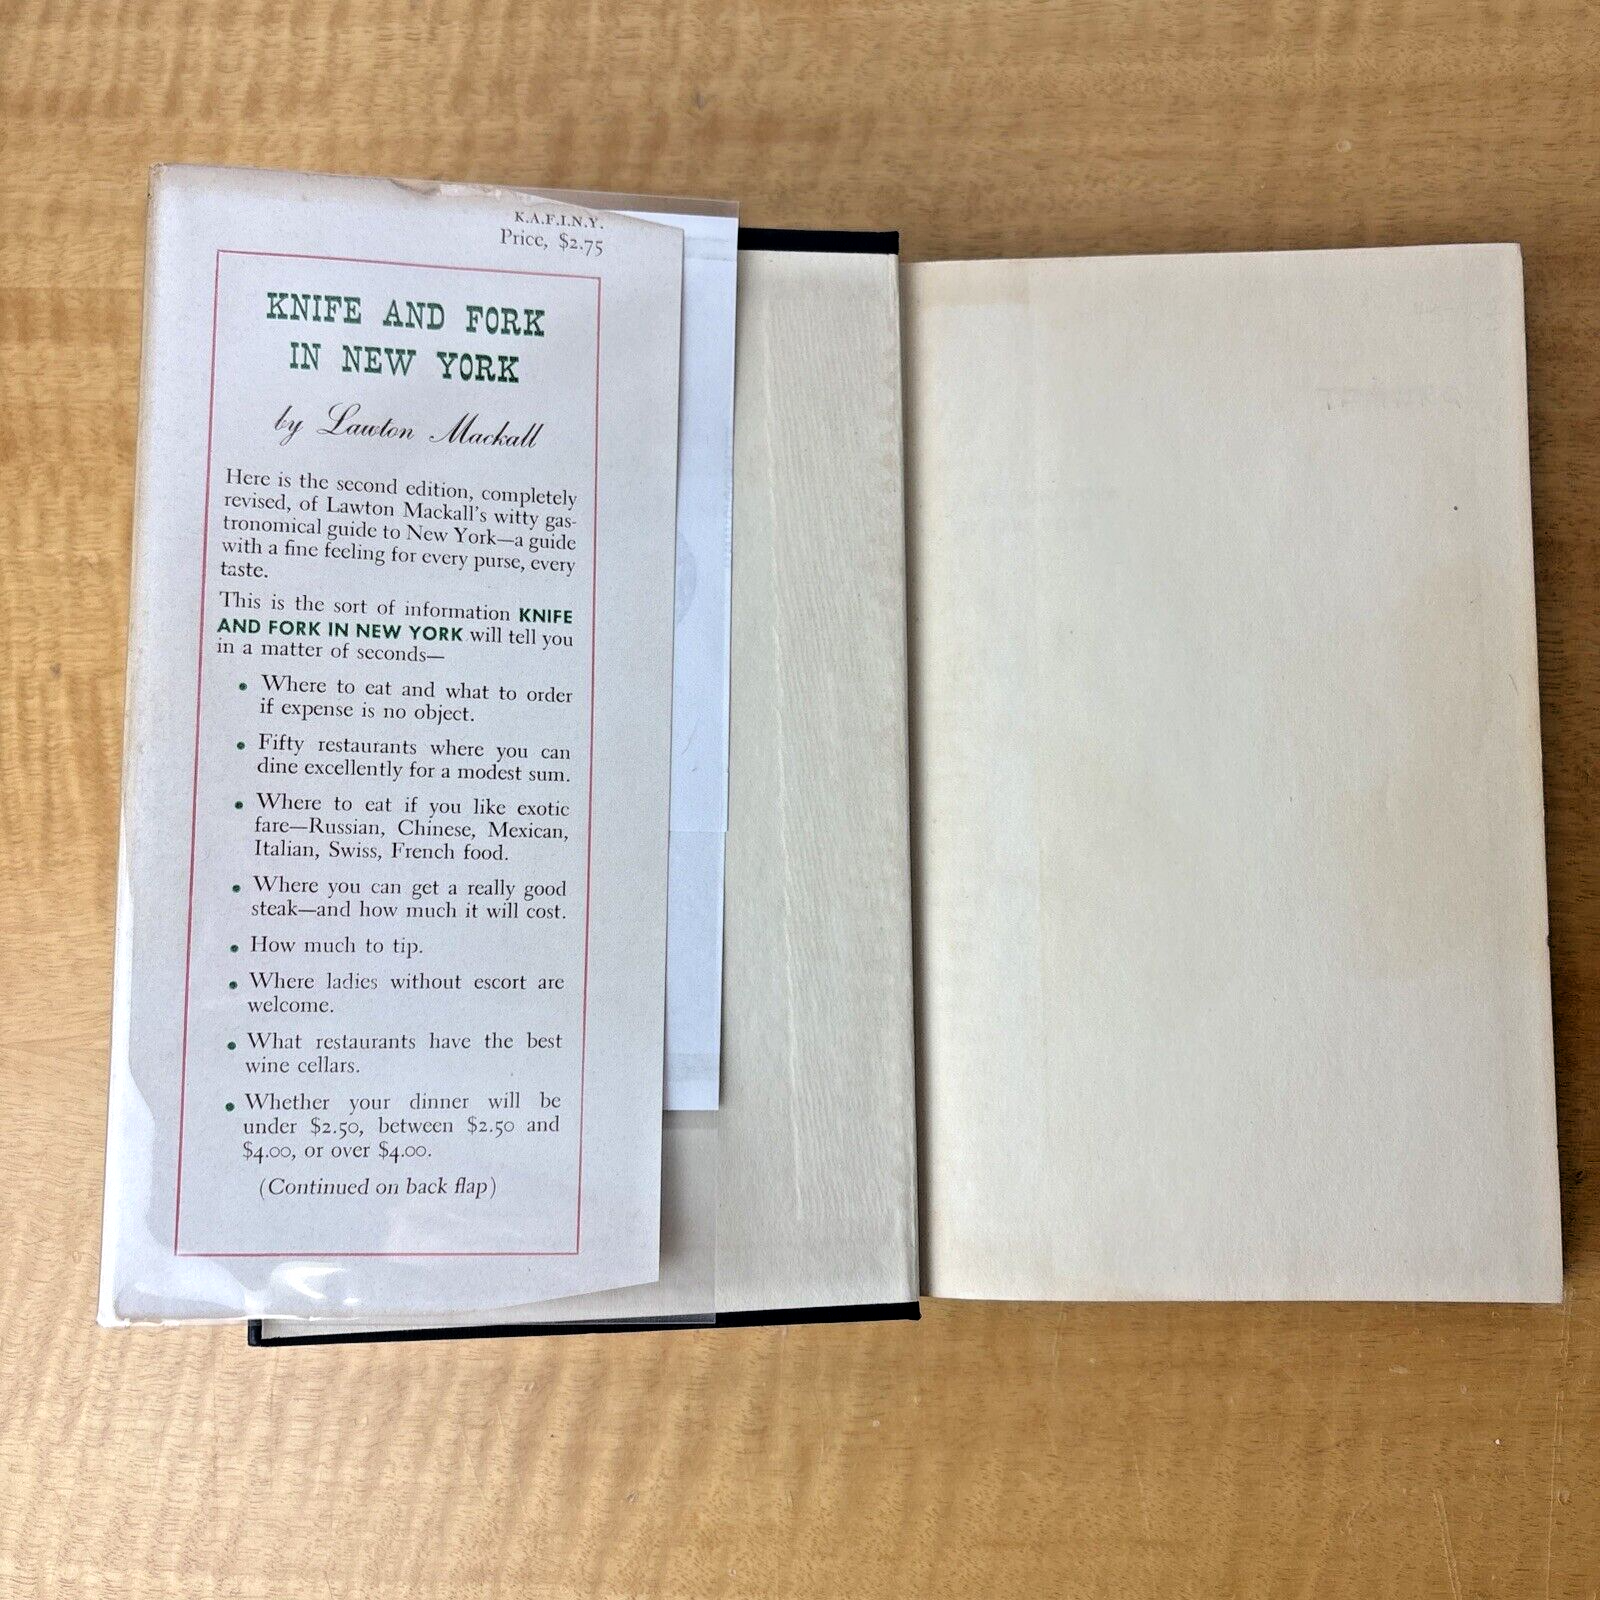 K.A.F.I.N.Y.
Price, $2.75
KNIFE AND FORK
IN NEW YORK
by Lawton Mackall
Here is the second edition, completely
revised, of Lawton Mackall's witty gas-
tronomical guide to New York—a guide
with a fine feeling for every purse, every
taste.
This is the sort of information KNIFE
AND FORK IN NEW YORK will tell you
in a matter of seconds—
• Where to eat and what to order
if expense is no object.
• Fifty restaurants where you can
dine excellently for a modest sum.
• Where to eat if you like exotic
fare—Russian, Chinese, Mexican,
Italian, Swiss, French food.
• Where you can get a really good
steak—and how much it will cost.
• How much to tip.
• Where ladies without escort are
welcome.
• What restaurants have the best
wine cellars.
• Whether your dinner will be
under $2.50, between $2.50 and
$4.00, or over $4.00.
(Continued on back flap)